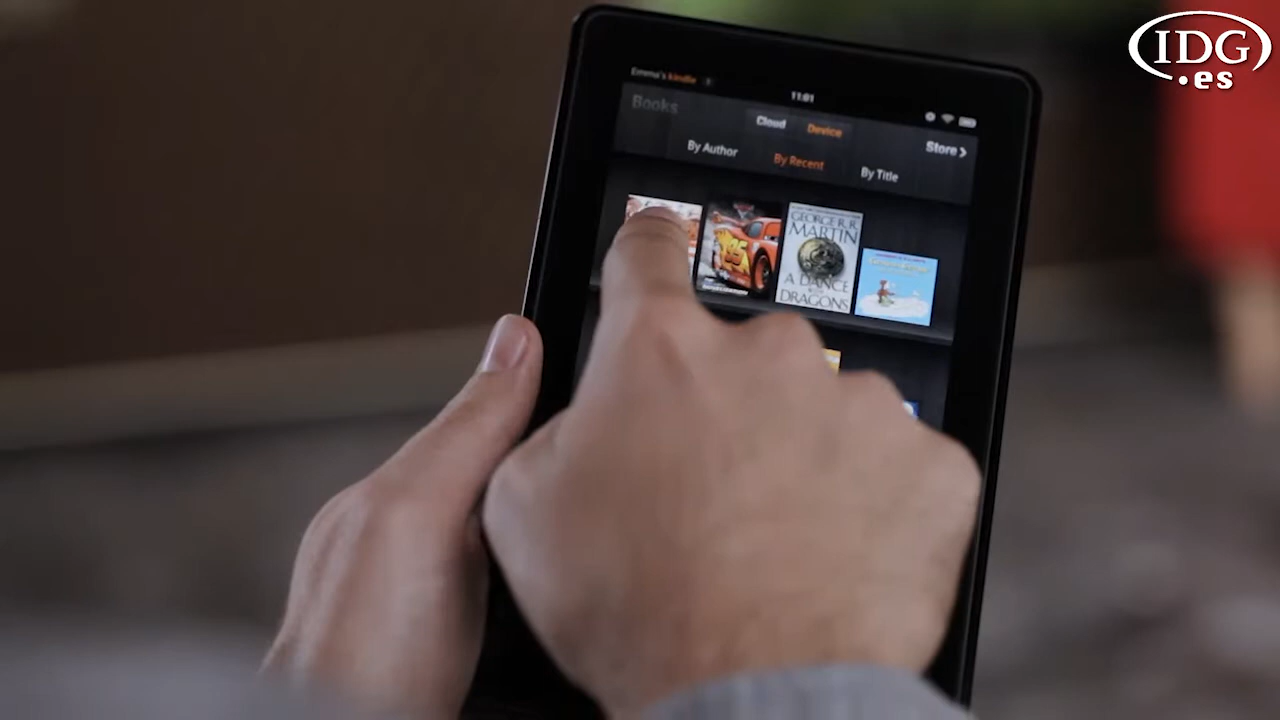 IDG
.es
Emma's kindle
11:01
Books
Cloud
Device
Store
By Author
By Recent
By Title
GEORGE R.R.
MARTIN
A DANCE
WITH
DRAGONS
95